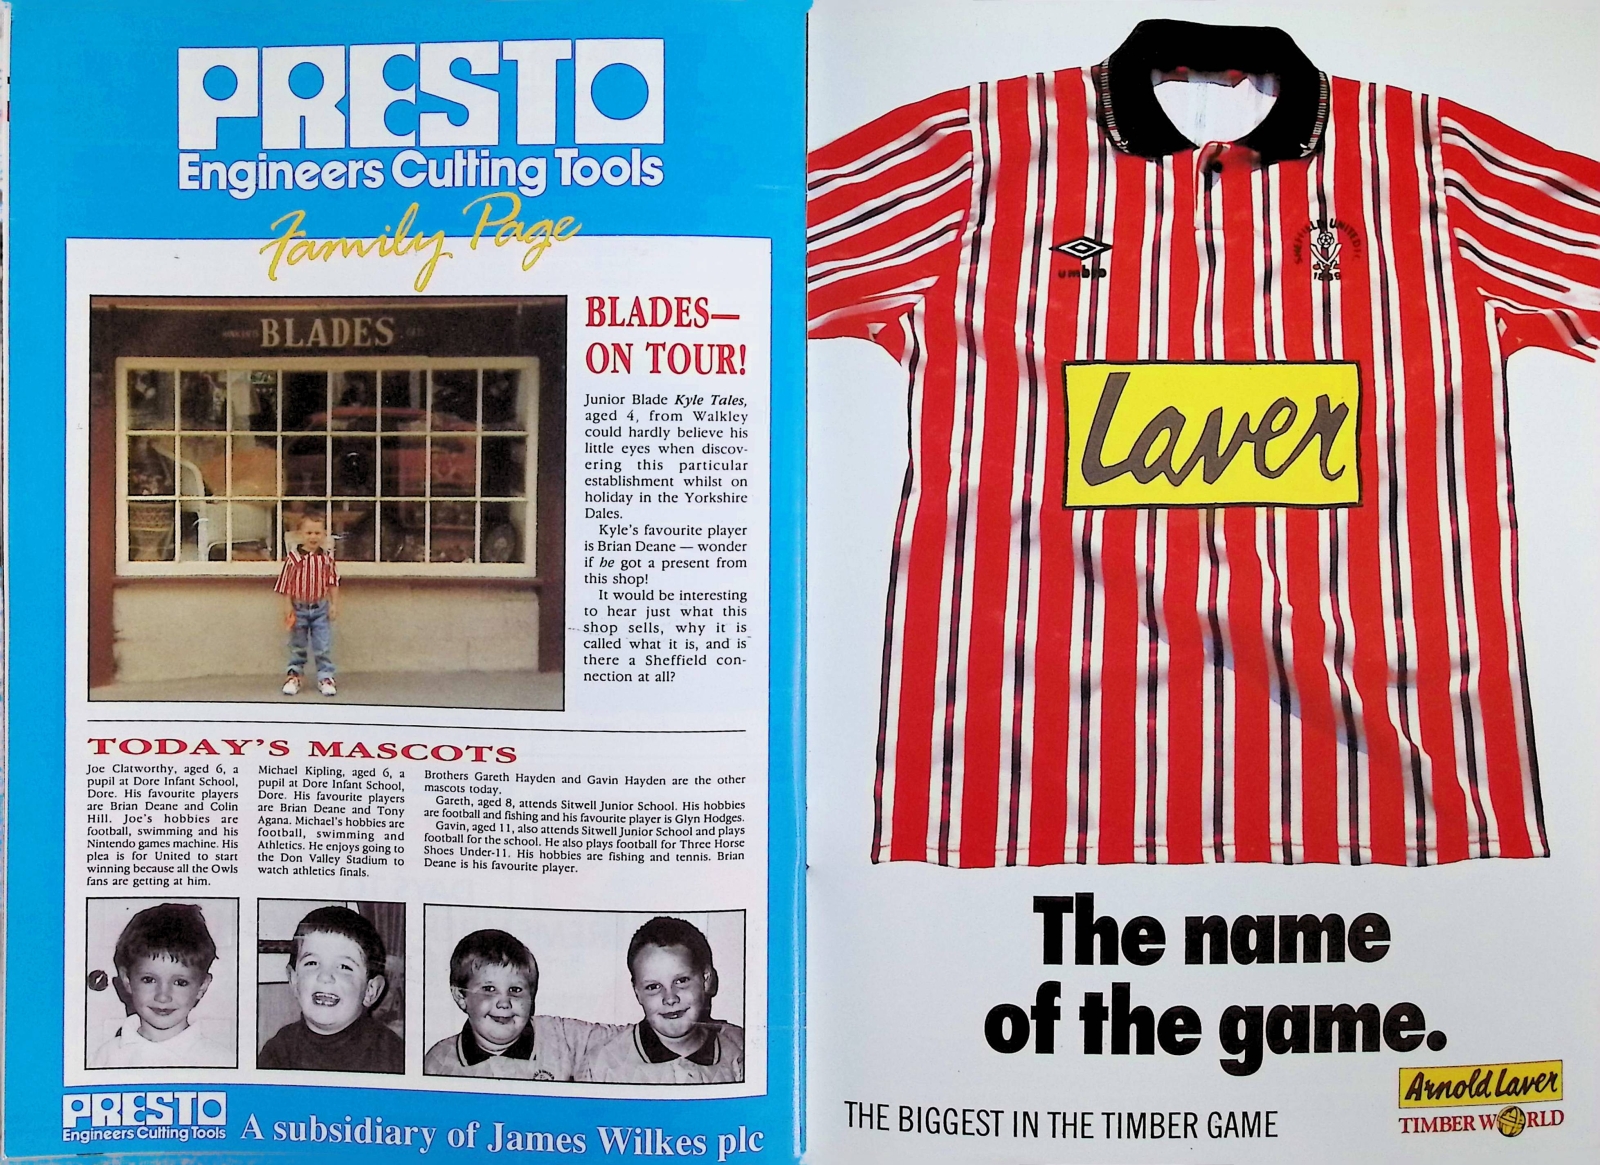 PRESTO
Engineers Cutting Tools
Family Page
BLADES
BLADES—
ON TOUR!
Junior Blade Kyle Tales,
aged 4, from Walkley
could hardly believe his
little eyes when discov-
ering this particular
establishment whilst on
holiday in the Yorkshire
Dales.
Kyle's favourite player
is Brian Deane — wonder
if he got a present from
this shop!
It would be interesting
to hear just what this
shop sells, why it is
called what it is, and is
there a Sheffield con-
nection at all?
TODAY'S MASCOTS
Joe Clatworthy, aged 6, a
pupil at Dore Infant School,
Dore. His favourite players
are Brian Deane and Colin
Hill. Joe's hobbies are
football, swimming and his
Nintendo games machine. His
plea is for United to start
winning because all the Owls
fans are getting at him.
Michael Kipling, aged 6, a
pupil at Dore Infant School,
Dore. His favourite players
are Brian Deane and Tony
Agana. Michael's hobbies are
football, swimming and
Athletics. He enjoys going to
the Don Valley Stadium to
watch athletics finals.
Brothers Gareth Hayden and Gavin Hayden are the other
mascots today.
Gareth, aged 8, attends Sitwell Junior School. His hobbies
are football and fishing and his favourite player is Glyn Hodges.
Gavin, aged 11, also attends Sitwell Junior School and plays
football for the school. He also plays football for Three Horse
Shoes Under-11. His hobbies are fishing and tennis. Brian
Deane is his favourite player.
PRESTO
Engineers Cutting Tools
A subsidiary of James Wilkes plc
umbro
SHEFFIELD UNITED F.C.
1889
Laver
The name
of the game.
THE BIGGEST IN THE TIMBER GAME
Arnold Laver
TIMBER WORLD